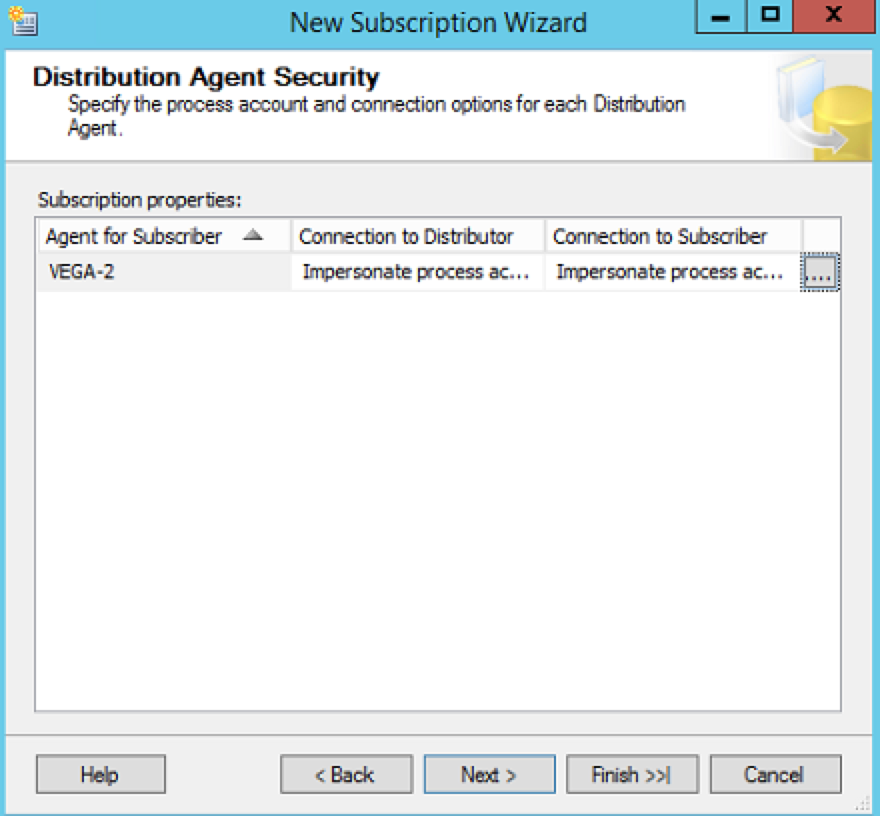 New Subscription Wizard
Distribution Agent Security
Specify the process account and connection options for each Distribution
Agent.
Subscription properties:
Agent for Subscriber Connection to Distributor Connection to Subscriber
VEGA-2 Impersonate process ac... Impersonate process ac... ...
Help < Back Next > Finish >>| Cancel